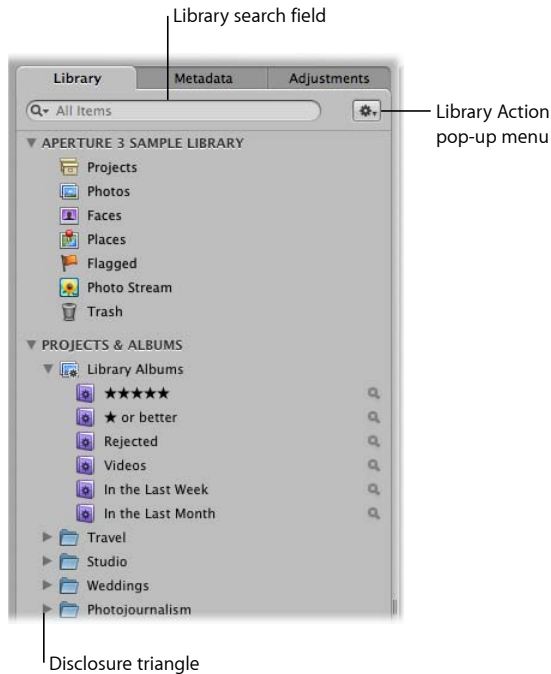 Library search field
Library Metadata Adjustments
All Items
Library Action
pop-up menu
APERTURE 3 SAMPLE LIBRARY
Projects
Photos
Faces
Places
Flagged
Photo Stream
Trash
PROJECTS & ALBUMS
Library Albums
★★★★★
★ or better
Rejected
Videos
In the Last Week
In the Last Month
Travel
Studio
Weddings
Photojournalism
Disclosure triangle